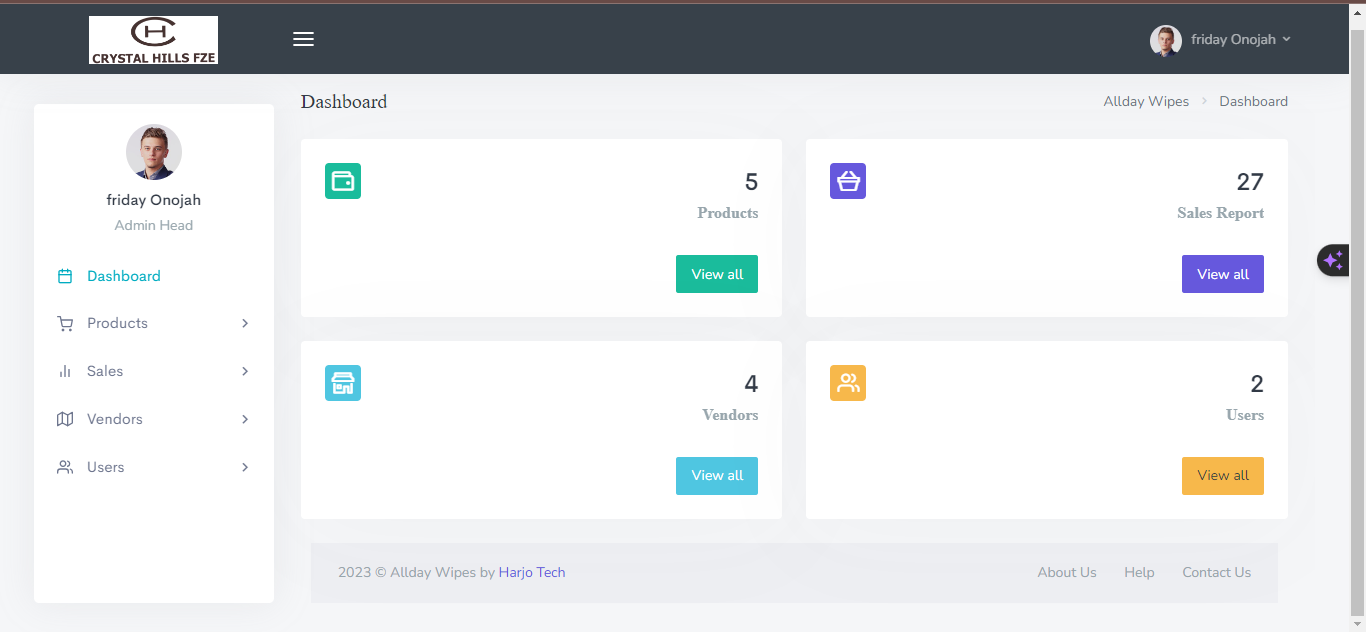 CRYSTAL HILLS FZE
friday Onojah
friday Onojah
Admin Head
Dashboard
Products
Sales
Vendors
Users
Dashboard
Allday Wipes > Dashboard
5
Products
View all
27
Sales Report
View all
4
Vendors
View all
2
Users
View all
2023 © Allday Wipes by Harjo Tech
About Us Help Contact Us